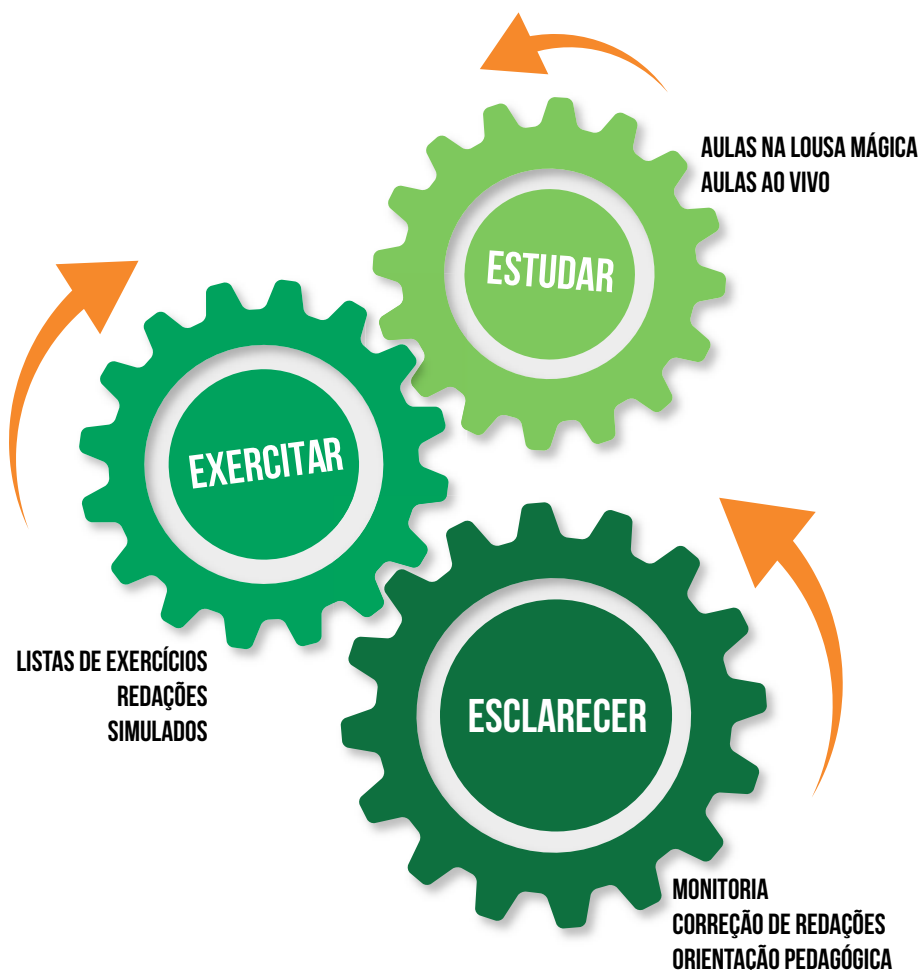 AULAS NA LOUSA MÁGICA
AULAS AO VIVO
ESTUDAR
EXERCITAR
LISTAS DE EXERCÍCIOS
REDAÇÕES
SIMULADOS
ESCLARECER
MONITORIA
CORREÇÃO DE REDAÇÕES
ORIENTAÇÃO PEDAGÓGICA